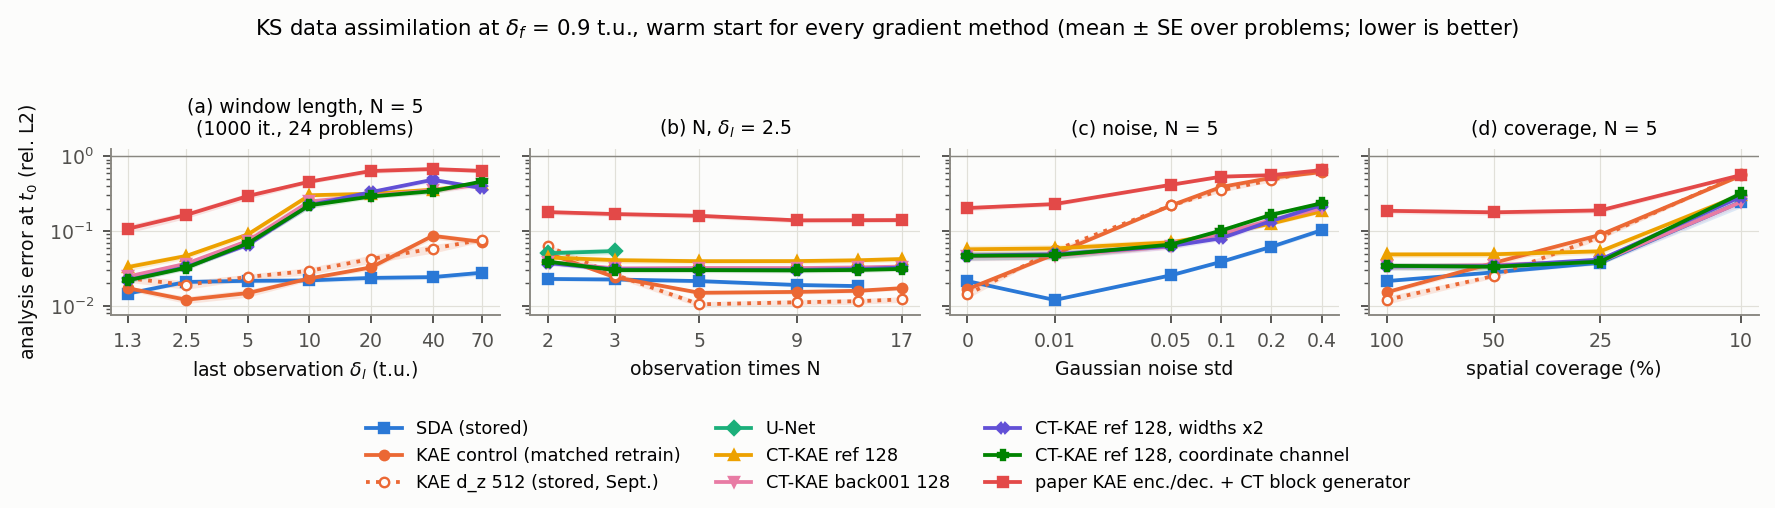 KS data assimilation at δf = 0.9 t.u., warm start for every gradient method (mean ± SE over problems; lower is better)
(a) window length, N = 5
(1000 it., 24 problems)
(b) N, δl = 2.5
(c) noise, N = 5
(d) coverage, N = 5
analysis error at t0 (rel. L2)
10⁰
10⁻¹
10⁻²
1.3 2.5 5 10 20 40 70
2 3 5 9 17
0 0.01 0.05 0.1 0.2 0.4
100 50 25 10
last observation δl (t.u.)
observation times N
Gaussian noise std
spatial coverage (%)
SDA (stored)
KAE control (matched retrain)
KAE d_z 512 (stored, Sept.)
U-Net
CT-KAE ref 128
CT-KAE back001 128
CT-KAE ref 128, widths x2
CT-KAE ref 128, coordinate channel
paper KAE enc./dec. + CT block generator